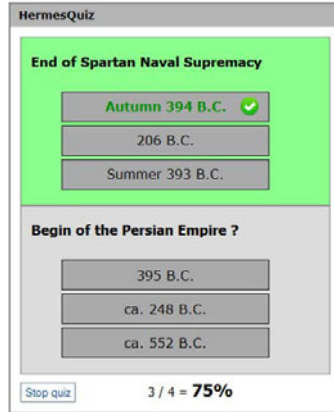 HermesQuiz
End of Spartan Naval Supremacy
Autumn 394 B.C.
206 B.C.
Summer 393 B.C.
Begin of the Persian Empire ?
395 B.C.
ca. 248 B.C.
ca. 552 B.C.
Stop quiz 3 / 4 = 75%